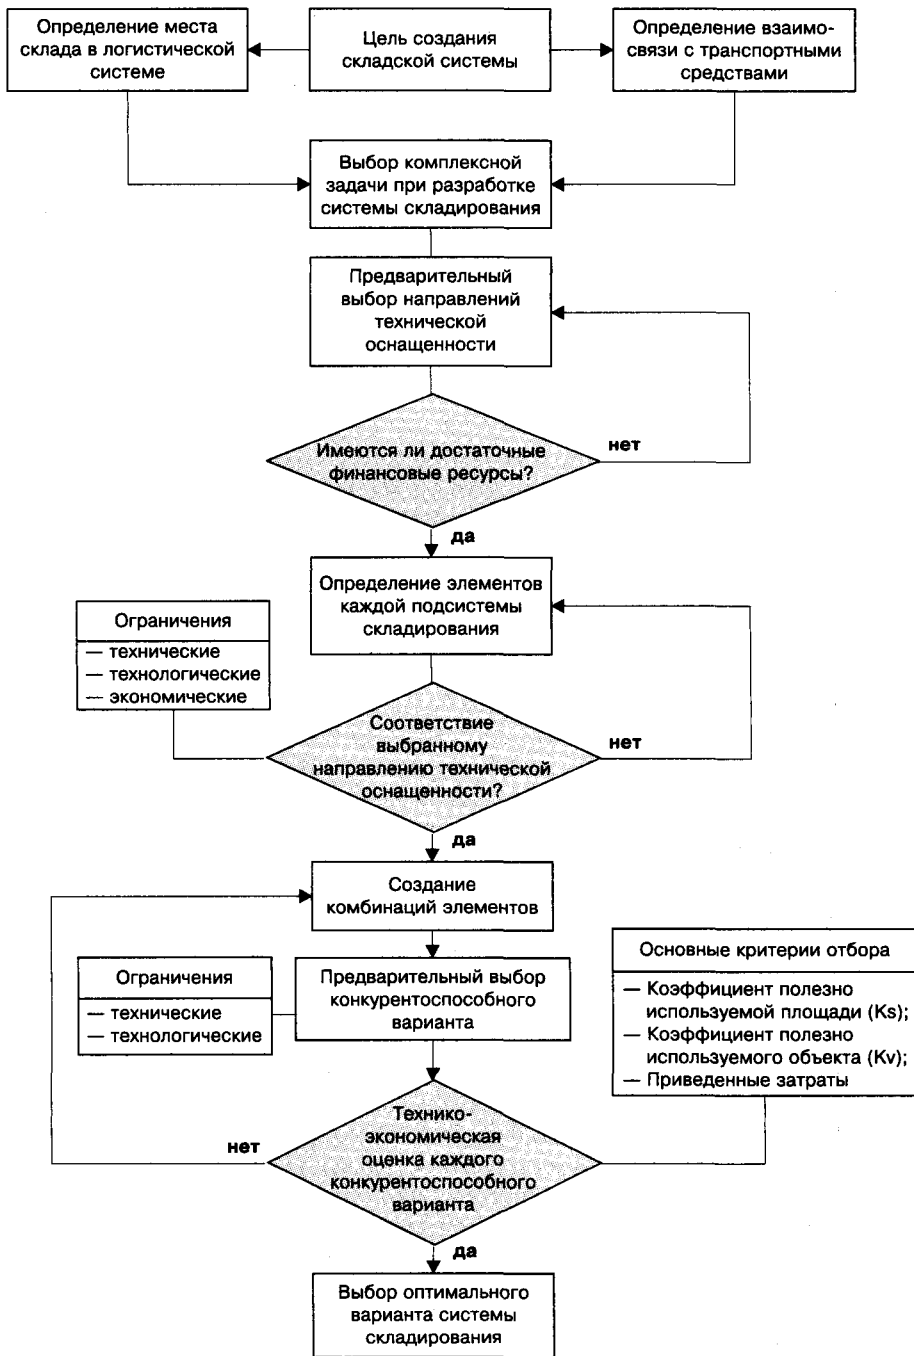 Определение места
склада в логистической
системе
Цель создания
складской системы
Определение взаимо-
связи с транспортными
средствами
Выбор комплексной
задачи при разработке
системы складирования
Предварительный
выбор направлений
технической
оснащенности
Имеются ли достаточные
финансовые ресурсы?
нет
да
Определение элементов
каждой подсистемы
складирования
Ограничения
— технические
— технологические
— экономические
Соответствие
выбранному
направлению технической
оснащенности?
нет
да
Создание
комбинаций элементов
Ограничения
— технические
— технологические
Предварительный выбор
конкурентоспособного
варианта
Основные критерии отбора
— Коэффициент полезно
используемой площади (Ks);
— Коэффициент полезно
используемого объекта (Kv);
— Приведенные затраты
Технико-
экономическая
оценка каждого
конкурентоспособного
варианта
нет
да
Выбор оптимального
варианта системы
складирования